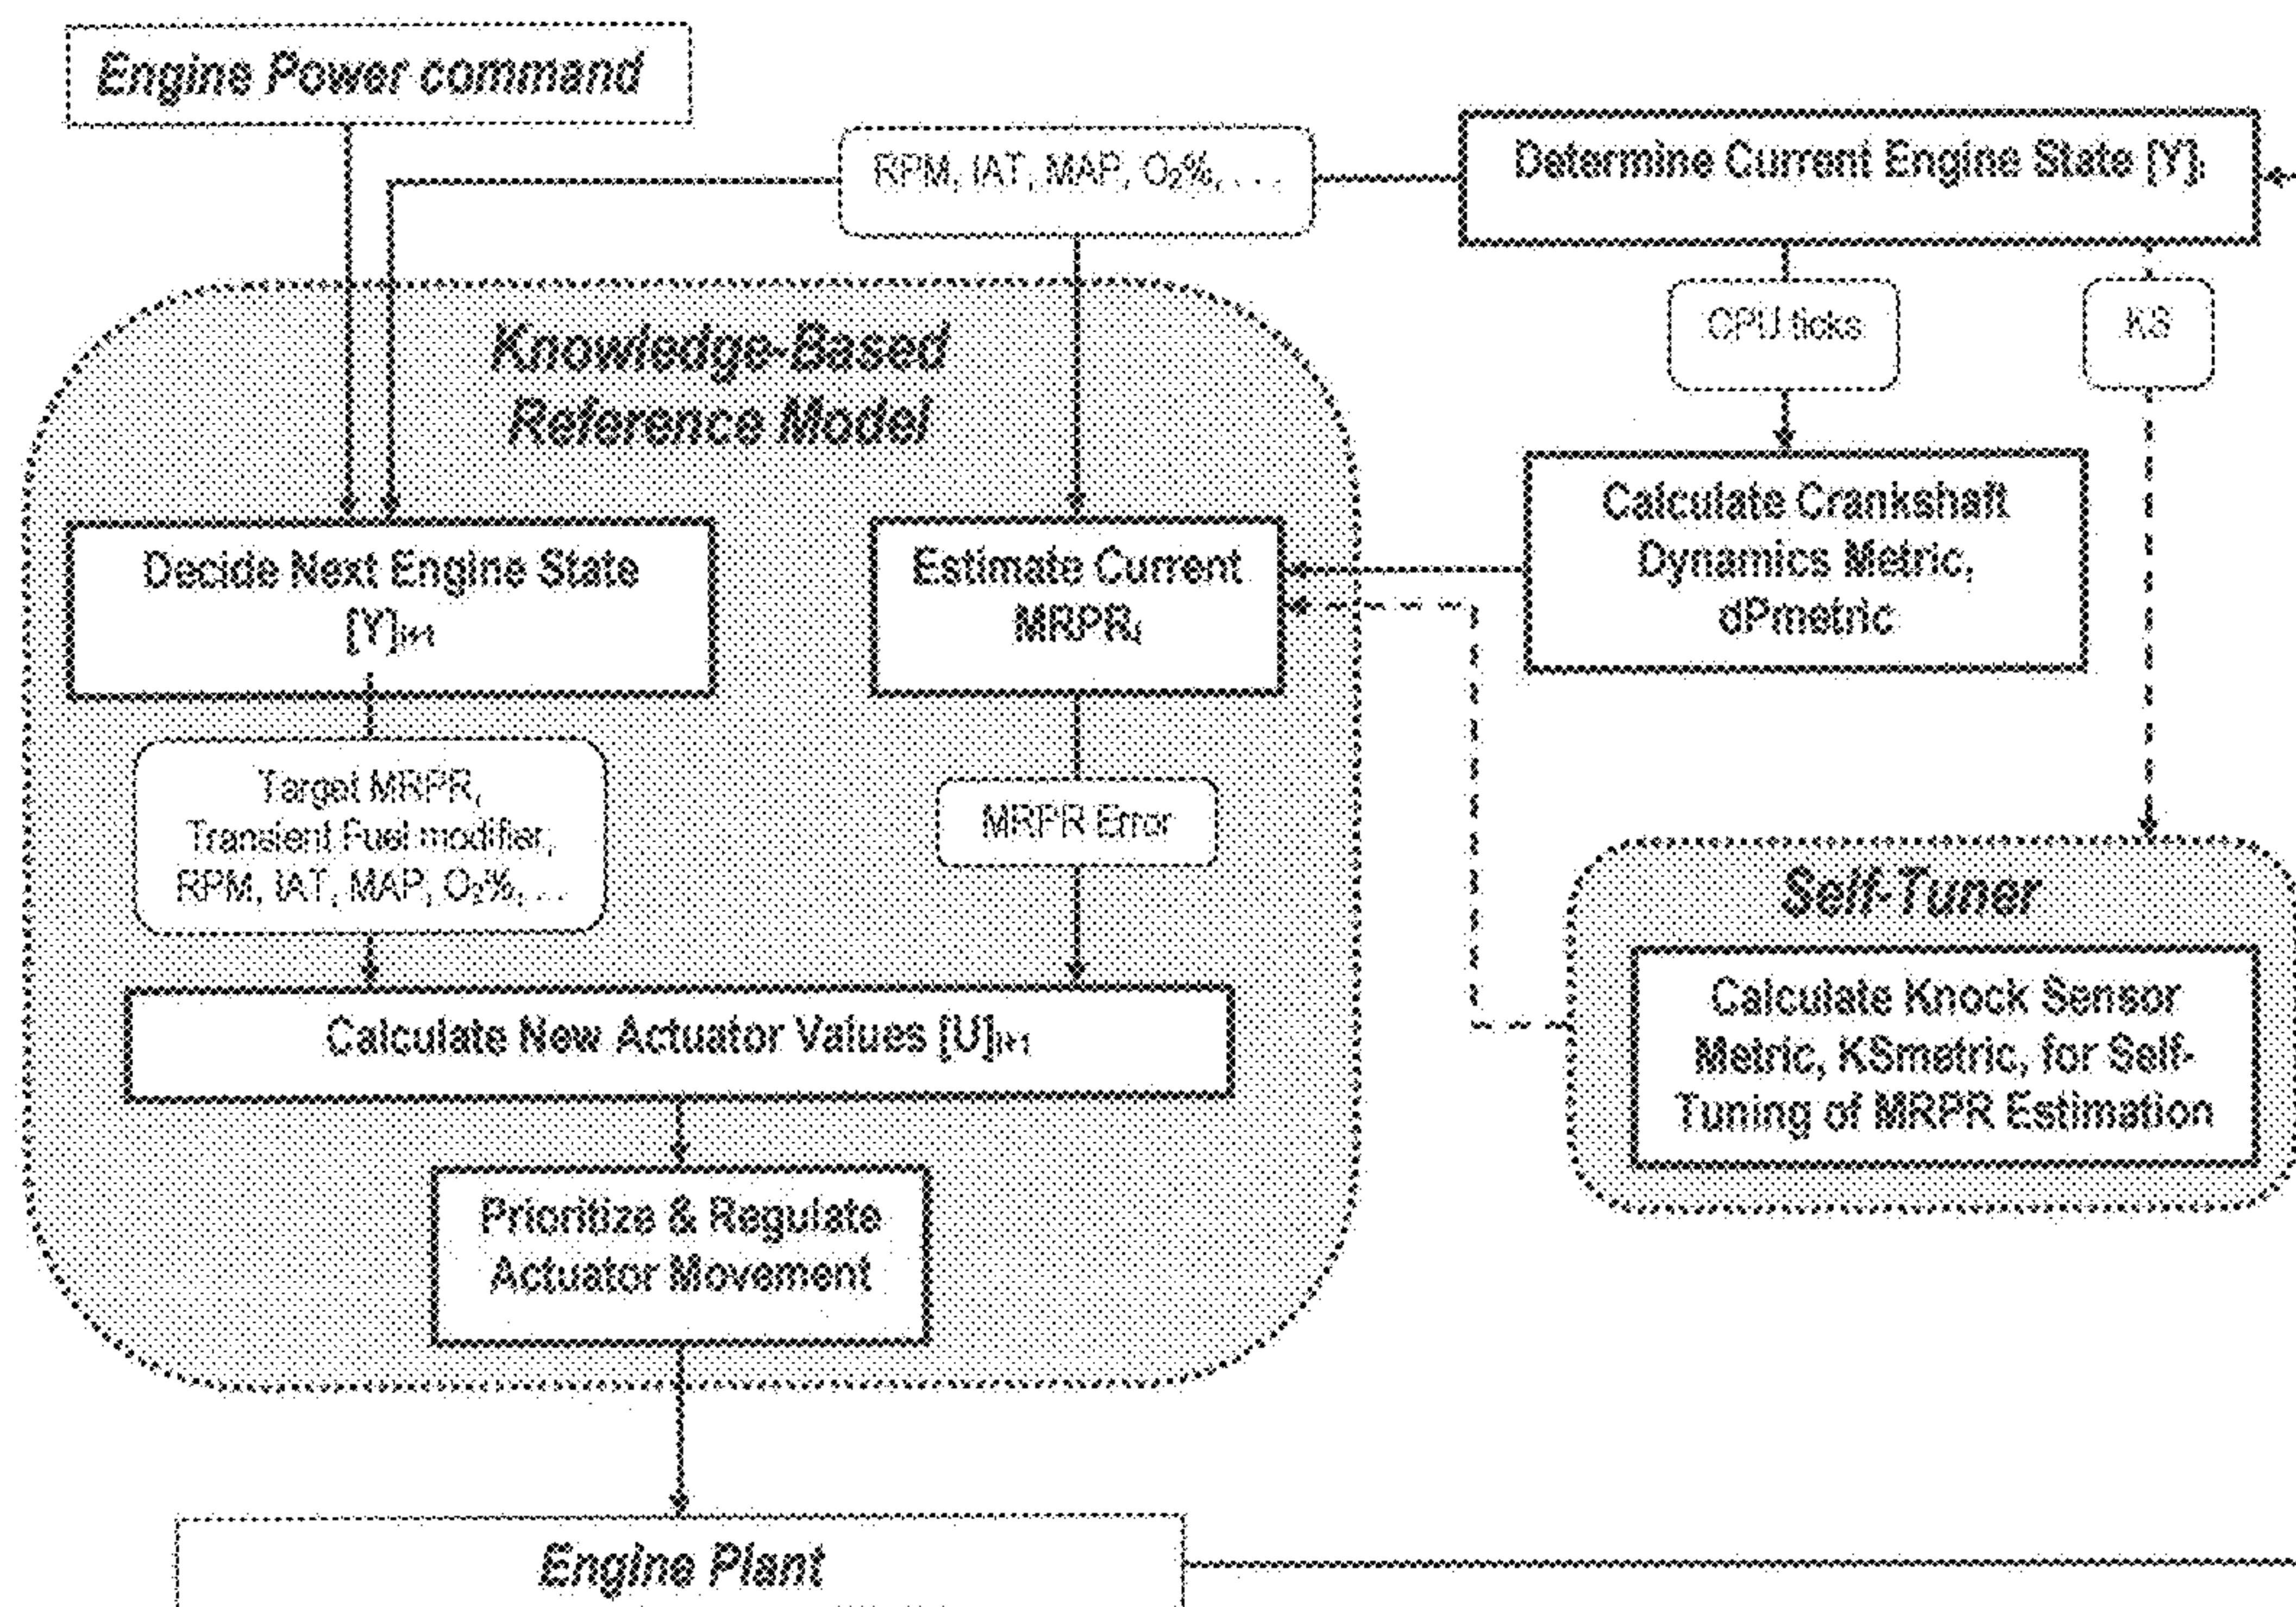 Engine Power command
RPM, IAT, MAP, O₂%, ...
Determine Current Engine State [Y]ᵢ
CPU ticks
KS
Knowledge-Based
Reference Model
Calculate Crankshaft
Dynamics Metric,
dPmetric
Decide Next Engine State
[Y]ᵢ₊₁
Estimate Current
MRPRᵢ
Target MRPR,
Transient Fuel modifier,
RPM, IAT, MAP, O₂%, ...
MRPR Error
Self-Tuner
Calculate Knock Sensor
Metric, KSmetric, for Self-
Tuning of MRPR Estimation
Calculate New Actuator Values [U]ᵢ₊₁
Prioritize & Regulate
Actuator Movement
Engine Plant